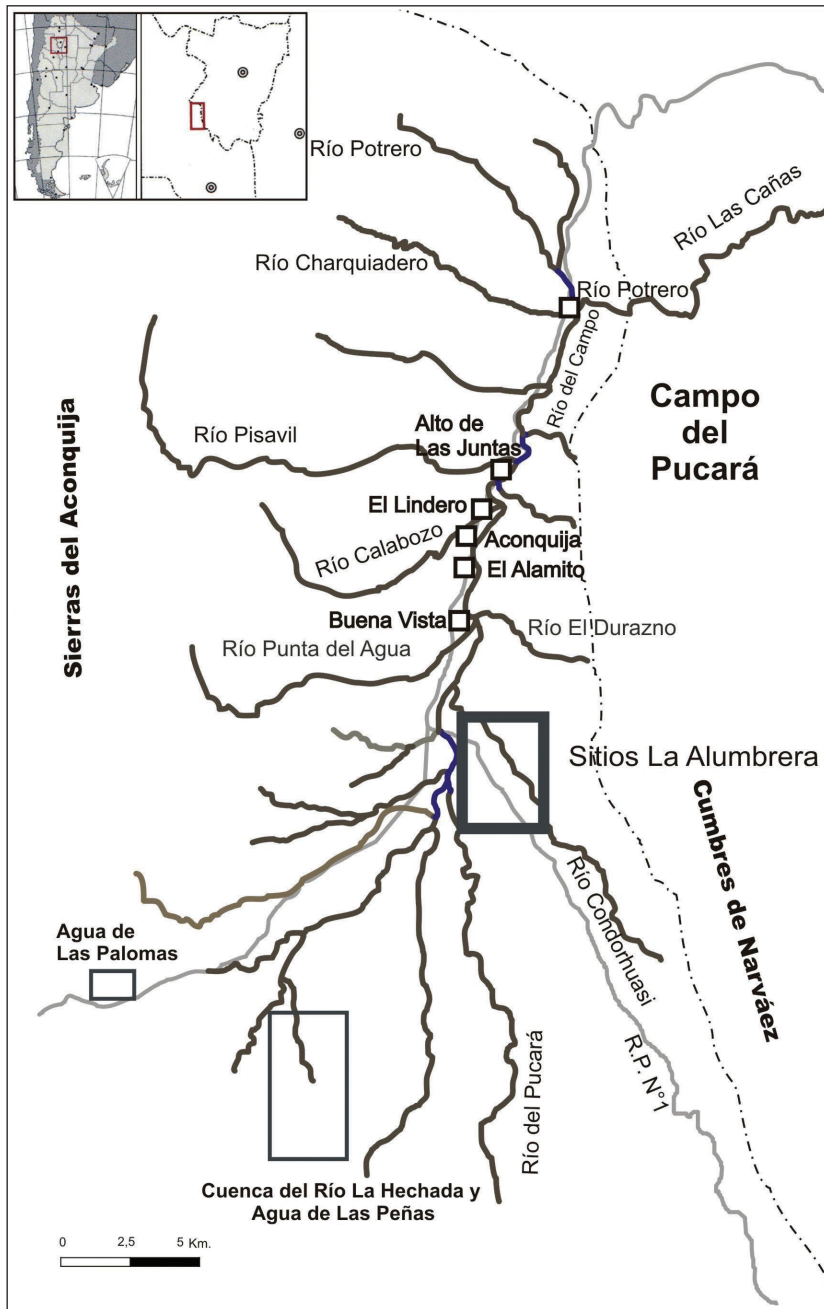 Río Potrero
Río Las Cañas
Río Charquiadero
Río Potrero
Río del Campo
Campo
del
Pucará
Alto de
Las Juntas
Río Pisavil
Sierras del Aconquija
El Lindero
Río Calabozo
Aconquija
El Alamito
Buena Vista
Río El Durazno
Río Punta del Agua
Sitios La Alumbrera
Cumbres de Narváez
Río Condorhuasi
Agua de
Las Palomas
R.P. N°1
Río del Pucará
Cuenca del Río La Hechada y
Agua de Las Peñas
0 2,5 5 Km.